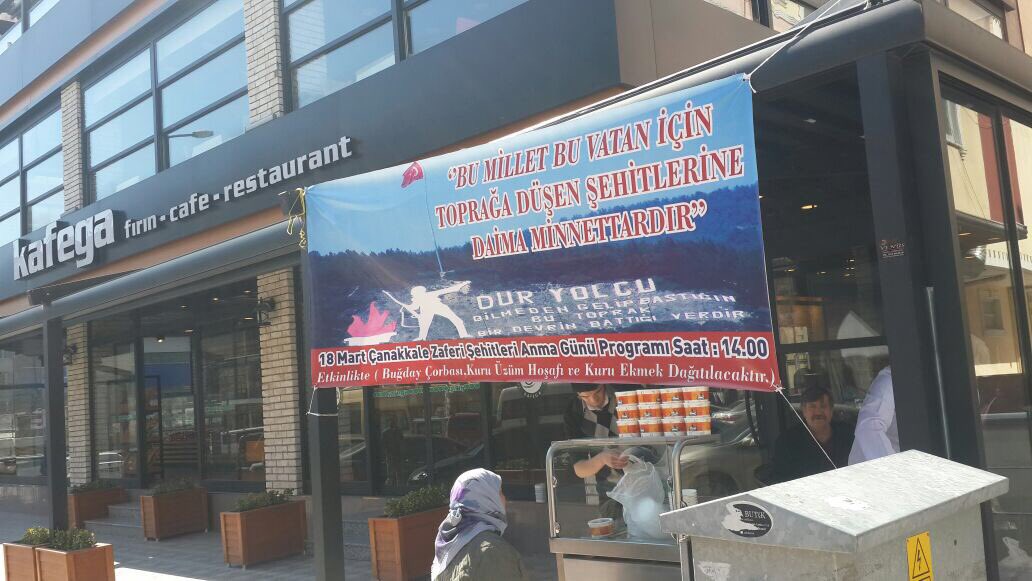 kafega fırın · cafe · restaurant
"BU MİLLET BU VATAN İÇİN
TOPRAĞA DÜŞEN ŞEHİTLERİNE
DAİMA MİNNETTARDIR"
DUR YOLCU
BİLMEDEN GELİP BASTIĞIN
BU TOPRAK
BİR DEVRİN BATTIĞI YERDİR
18 Mart Çanakkale Zaferi Şehitleri Anma Günü Programı Saat : 14.00
Etkinlikte ( Buğday Çorbası,Kuru Üzüm Hoşafı ve Kuru Ekmek Dağıtılacaktır.)
BUTİK